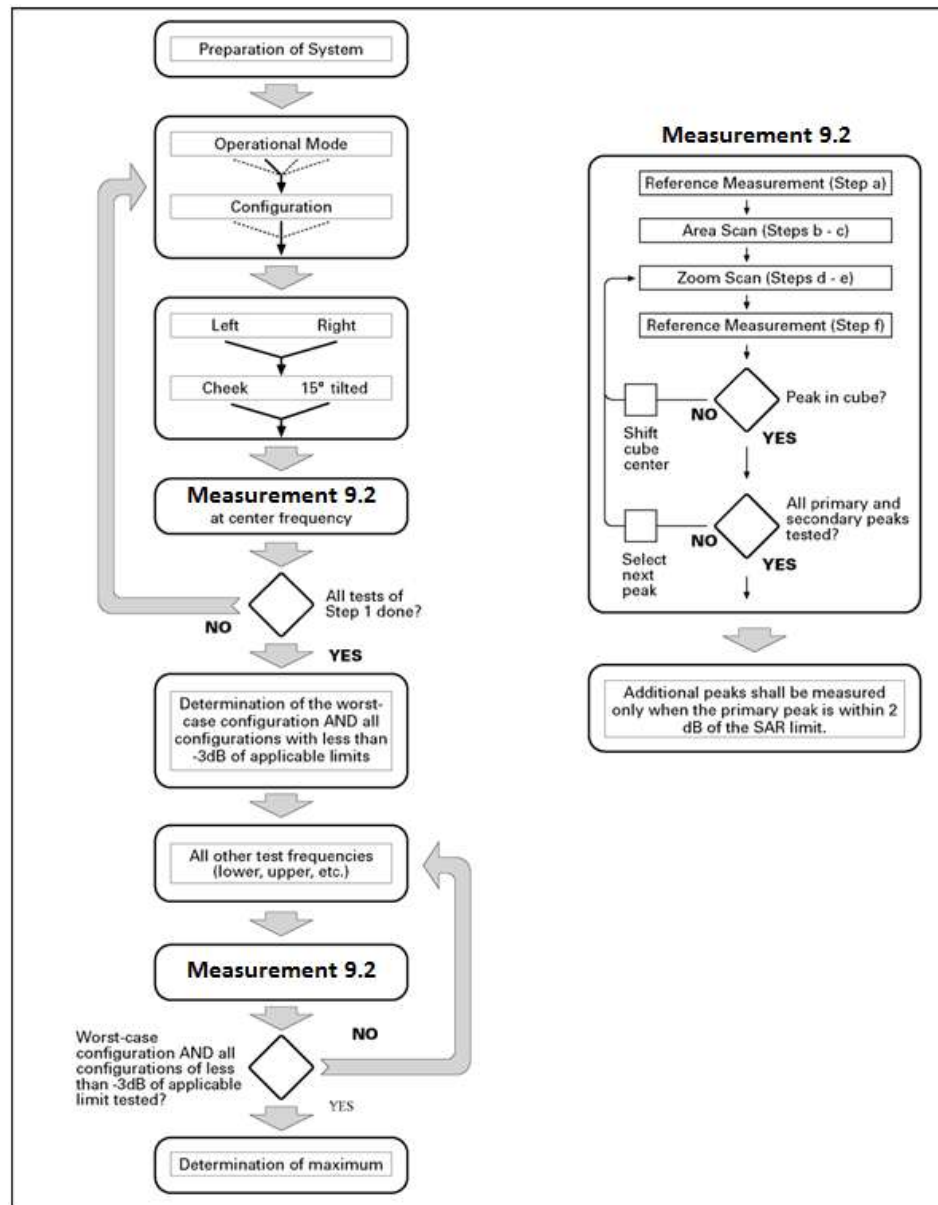 Preparation of System
Operational Mode
Configuration
Left Right
Cheek 15° tilted
Measurement 9.2
at center frequency
All tests of
Step 1 done?
NO
YES
Determination of the worst-
case configuration AND all
configurations with less than
-3dB of applicable limits
All other test frequencies
(lower, upper, etc.)
Measurement 9.2
NO
Worst-case
configuration AND all
configurations of less
than -3dB of applicable
limit tested?
YES
Determination of maximum
Measurement 9.2
Reference Measurement (Step a)
Area Scan (Steps b - c)
Zoom Scan (Steps d - e)
Reference Measurement (Step f)
Peak in cube?
NO
YES
Shift
cube
center
All primary and
secondary peaks
tested?
NO
YES
Select
next
peak
Additional peaks shall be measured
only when the primary peak is within 2
dB of the SAR limit.